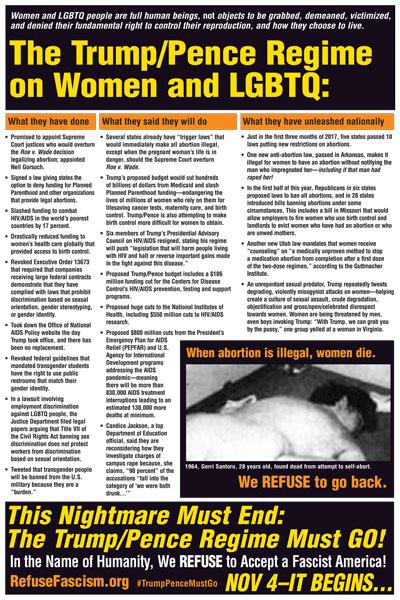 Women and LGBTQ people are full human beings, not objects to be grabbed, demeaned, victimized,
and denied their fundamental right to control their reproduction, and how they choose to live.
The Trump/Pence Regime
on Women and LGBTQ:
What they have done
• Promised to appoint Supreme
Court justices who would overturn
the Roe v. Wade decision
legalizing abortion; appointed
Neil Gorsuch.
• Signed a law giving states the
option to deny funding to Planned
Parenthood and other organizations
that provide legal abortions.
• Slashed funding to combat
HIV/AIDS in the world's poorest
countries by 17 percent.
• Drastically reduced funding to
women's health care globally that
provided access to birth control.
• Revoked Executive Order 13673
that required that companies
receiving large federal contracts
demonstrate that they have
complied with laws that prohibit
discrimination based on sexual
orientation, gender stereotyping,
or gender identity.
• Took down the Office of National
AIDS Policy website the day
Trump took office, and there
has been no replacement.
• Revoked federal guidelines that
mandated transgender students
have the right to use public
restrooms that match their
gender identity.
• In a lawsuit involving
employment discrimination
against LGBTQ people, the
Justice Department filed legal
papers arguing that Title VII of
the Civil Rights Act banning sex
discrimination does not protect
workers from discrimination
based on sexual orientation.
• Tweeted that transgender people
will be banned from the U.S.
military because they are a
"burden."
What they said they will do
• Several states already have "trigger laws" that
would immediately make all abortion illegal,
except when the pregnant woman's life is in
danger, should the Supreme Court overturn
Roe v. Wade.
• Trump's proposed budget would cut hundreds
of billions of dollars from Medicaid and slash
Planned Parenthood funding—endangering the
lives of millions of women who rely on them for
lifesaving cancer tests, maternity care, and birth
control. Trump/Pence is also attempting to make
birth control more difficult for women to obtain.
• Six members of Trump's Presidential Advisory
Council on HIV/AIDS resigned, stating his regime
will push "legislation that will harm people living
with HIV and halt or reverse important gains made
in the fight against this disease."
• Proposed Trump/Pence budget includes a $186
million funding cut for the Centers for Disease
Control's HIV/AIDS prevention, testing and support
programs.
• Proposed huge cuts to the National Institutes of
Health, including $550 million cuts to HIV/AIDS
research.
• Proposed $800 million cuts from the President's
Emergency Plan for AIDS
Relief (PEPFAR) and U.S.
Agency for International
Development programs
addressing the AIDS
pandemic—meaning
there will be more than
830,000 AIDS treatment
interruptions leading to an
estimated 130,000 more
deaths at minimum.
• Candice Jackson, a top
Department of Education
official, said they are
reconsidering how they
investigate charges of
campus rape because, she
claims, "90 percent" of the
accusations "fall into the
category of 'we were both
drunk…'"
What they have unleashed nationally
• Just in the first three months of 2017, five states passed 10
laws putting new restrictions on abortions.
• One new anti-abortion law, passed in Arkansas, makes it
illegal for women to have an abortion without notifying the
man who impregnated her—including if that man had
raped her!
• In the first half of this year, Republicans in six states
proposed laws to ban all abortions, and in 28 states
introduced bills banning abortions under some
circumstances. This includes a bill in Missouri that would
allow employers to fire women who use birth control and
landlords to evict women who have had an abortion or who
are unwed mothers.
• Another new Utah law mandates that women receive
"counseling" on "a medically unproven method to stop
a medication abortion from completion after a first dose
of the two-dose regimen," according to the Guttmacher
Institute.
• An unrepentant sexual predator, Trump repeatedly tweets
degrading, violently misogynist attacks on women—helping
create a culture of sexual assault, crude degradation,
objectification and gross/open/celebrated disrespect
towards women. Women are being threatened by men,
even boys invoking Trump: "With Trump, we can grab you
by the pussy," one group yelled at a woman in Virginia.
When abortion is illegal, women die.
1964, Gerri Santoro, 28 years old, found dead from attempt to self-abort.
We REFUSE to go back.
This Nightmare Must End:
The Trump/Pence Regime Must GO!
In the Name of Humanity, We REFUSE to Accept a Fascist America!
RefuseFascism.org #TrumpPenceMustGo NOV 4–IT BEGINS...